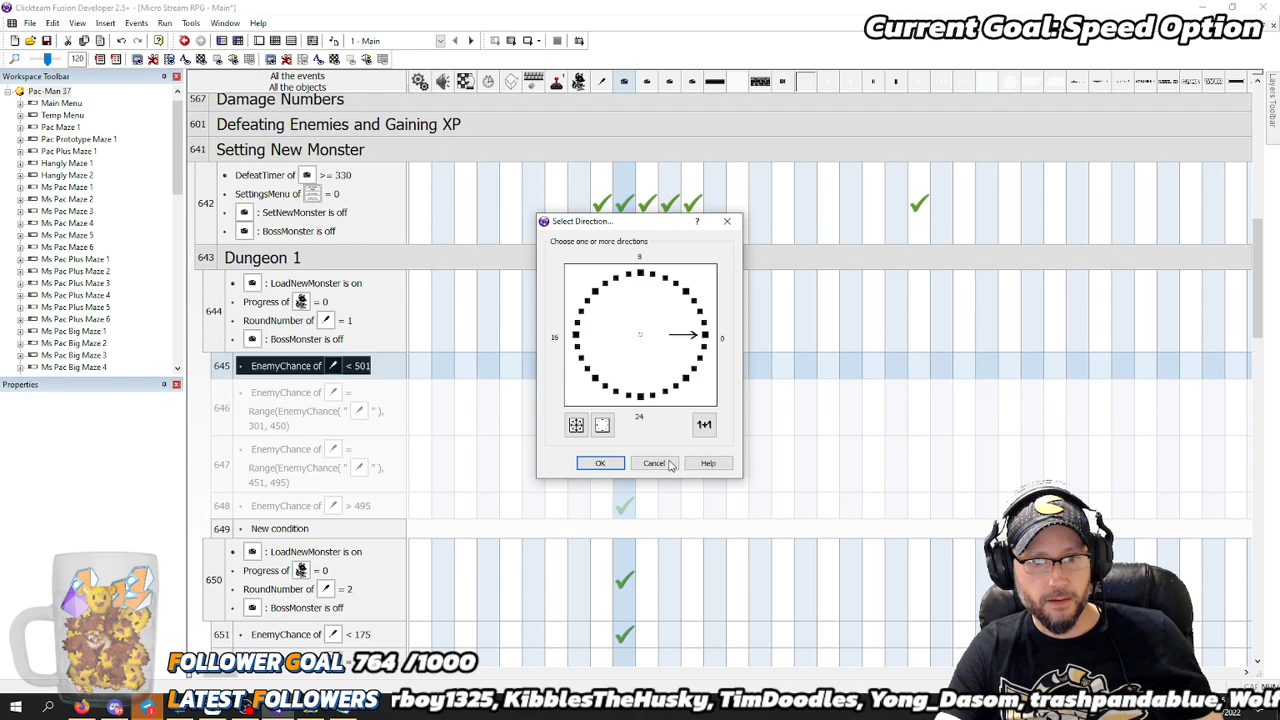 Clickteam Fusion Developer 2.5+ - [Micro Stream RPG - Main*]
File Edit View Insert Events Run Tools Window Help
Current Goal: Speed Option
1 - Main
120
Workspace Toolbar
Pac-Man 37
Main Menu
Temp Menu
Pac Maze 1
Pac Prototype Maze 1
Pac Plus Maze 1
Hangly Maze 1
Hangly Maze 2
Ms Pac Maze 1
Ms Pac Maze 2
Ms Pac Maze 3
Ms Pac Maze 4
Ms Pac Maze 5
Ms Pac Maze 6
Ms Pac Plus Maze 1
Ms Pac Plus Maze 2
Ms Pac Plus Maze 3
Ms Pac Plus Maze 4
Ms Pac Plus Maze 5
Ms Pac Plus Maze 6
Ms Pac Big Maze 1
Ms Pac Big Maze 2
Ms Pac Big Maze 3
Ms Pac Big Maze 4
Properties
All the events
All the objects
Layers Toolbar
567 Damage Numbers
601 Defeating Enemies and Gaining XP
641 Setting New Monster
642
DefeatTimer of >= 330
SettingsMenu of = 0
: SetNewMonster is off
: BossMonster is off
643 Dungeon 1
644
: LoadNewMonster is on
Progress of = 0
RoundNumber of = 1
: BossMonster is off
645 EnemyChance of < 501
646
EnemyChance of =
Range(EnemyChance( " " ),
301, 450)
647
EnemyChance of =
Range(EnemyChance( " " ),
451, 495)
648 EnemyChance of > 495
649 New condition
650
: LoadNewMonster is on
Progress of = 0
RoundNumber of = 2
: BossMonster is off
651 EnemyChance of < 175
Select Direction...
?
Choose one or more directions
8
16
0
24
1+1
OK Cancel Help
FOLLOWER GOAL 764 /1000
LATEST FOLLOWERS rboy1325, KibblesTheHusky, TimDoodles, Yong_Dasom, trashpandablue, Wolf